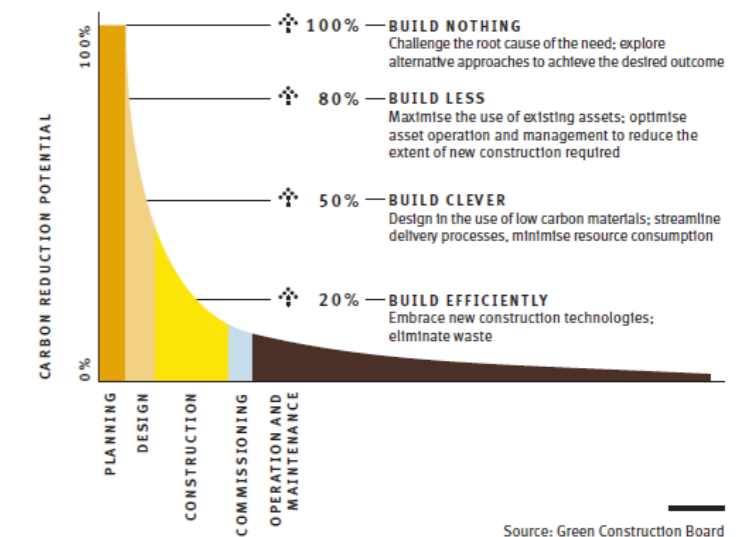 100% BUILD NOTHING
Challenge the root cause of the need; explore
alternative approaches to achieve the desired outcome
80% BUILD LESS
Maximise the use of existing assets; optimise
asset operation and management to reduce the
extent of new construction required
50% BUILD CLEVER
Design in the use of low carbon materials; streamline
delivery processes, minimise resource consumption
20% BUILD EFFICIENTLY
Embrace new construction technologies;
eliminate waste
CARBON REDUCTION POTENTIAL
100%
0%
PLANNING
DESIGN
CONSTRUCTION
COMMISSIONING
OPERATION AND
MAINTENANCE
Source: Green Construction Board